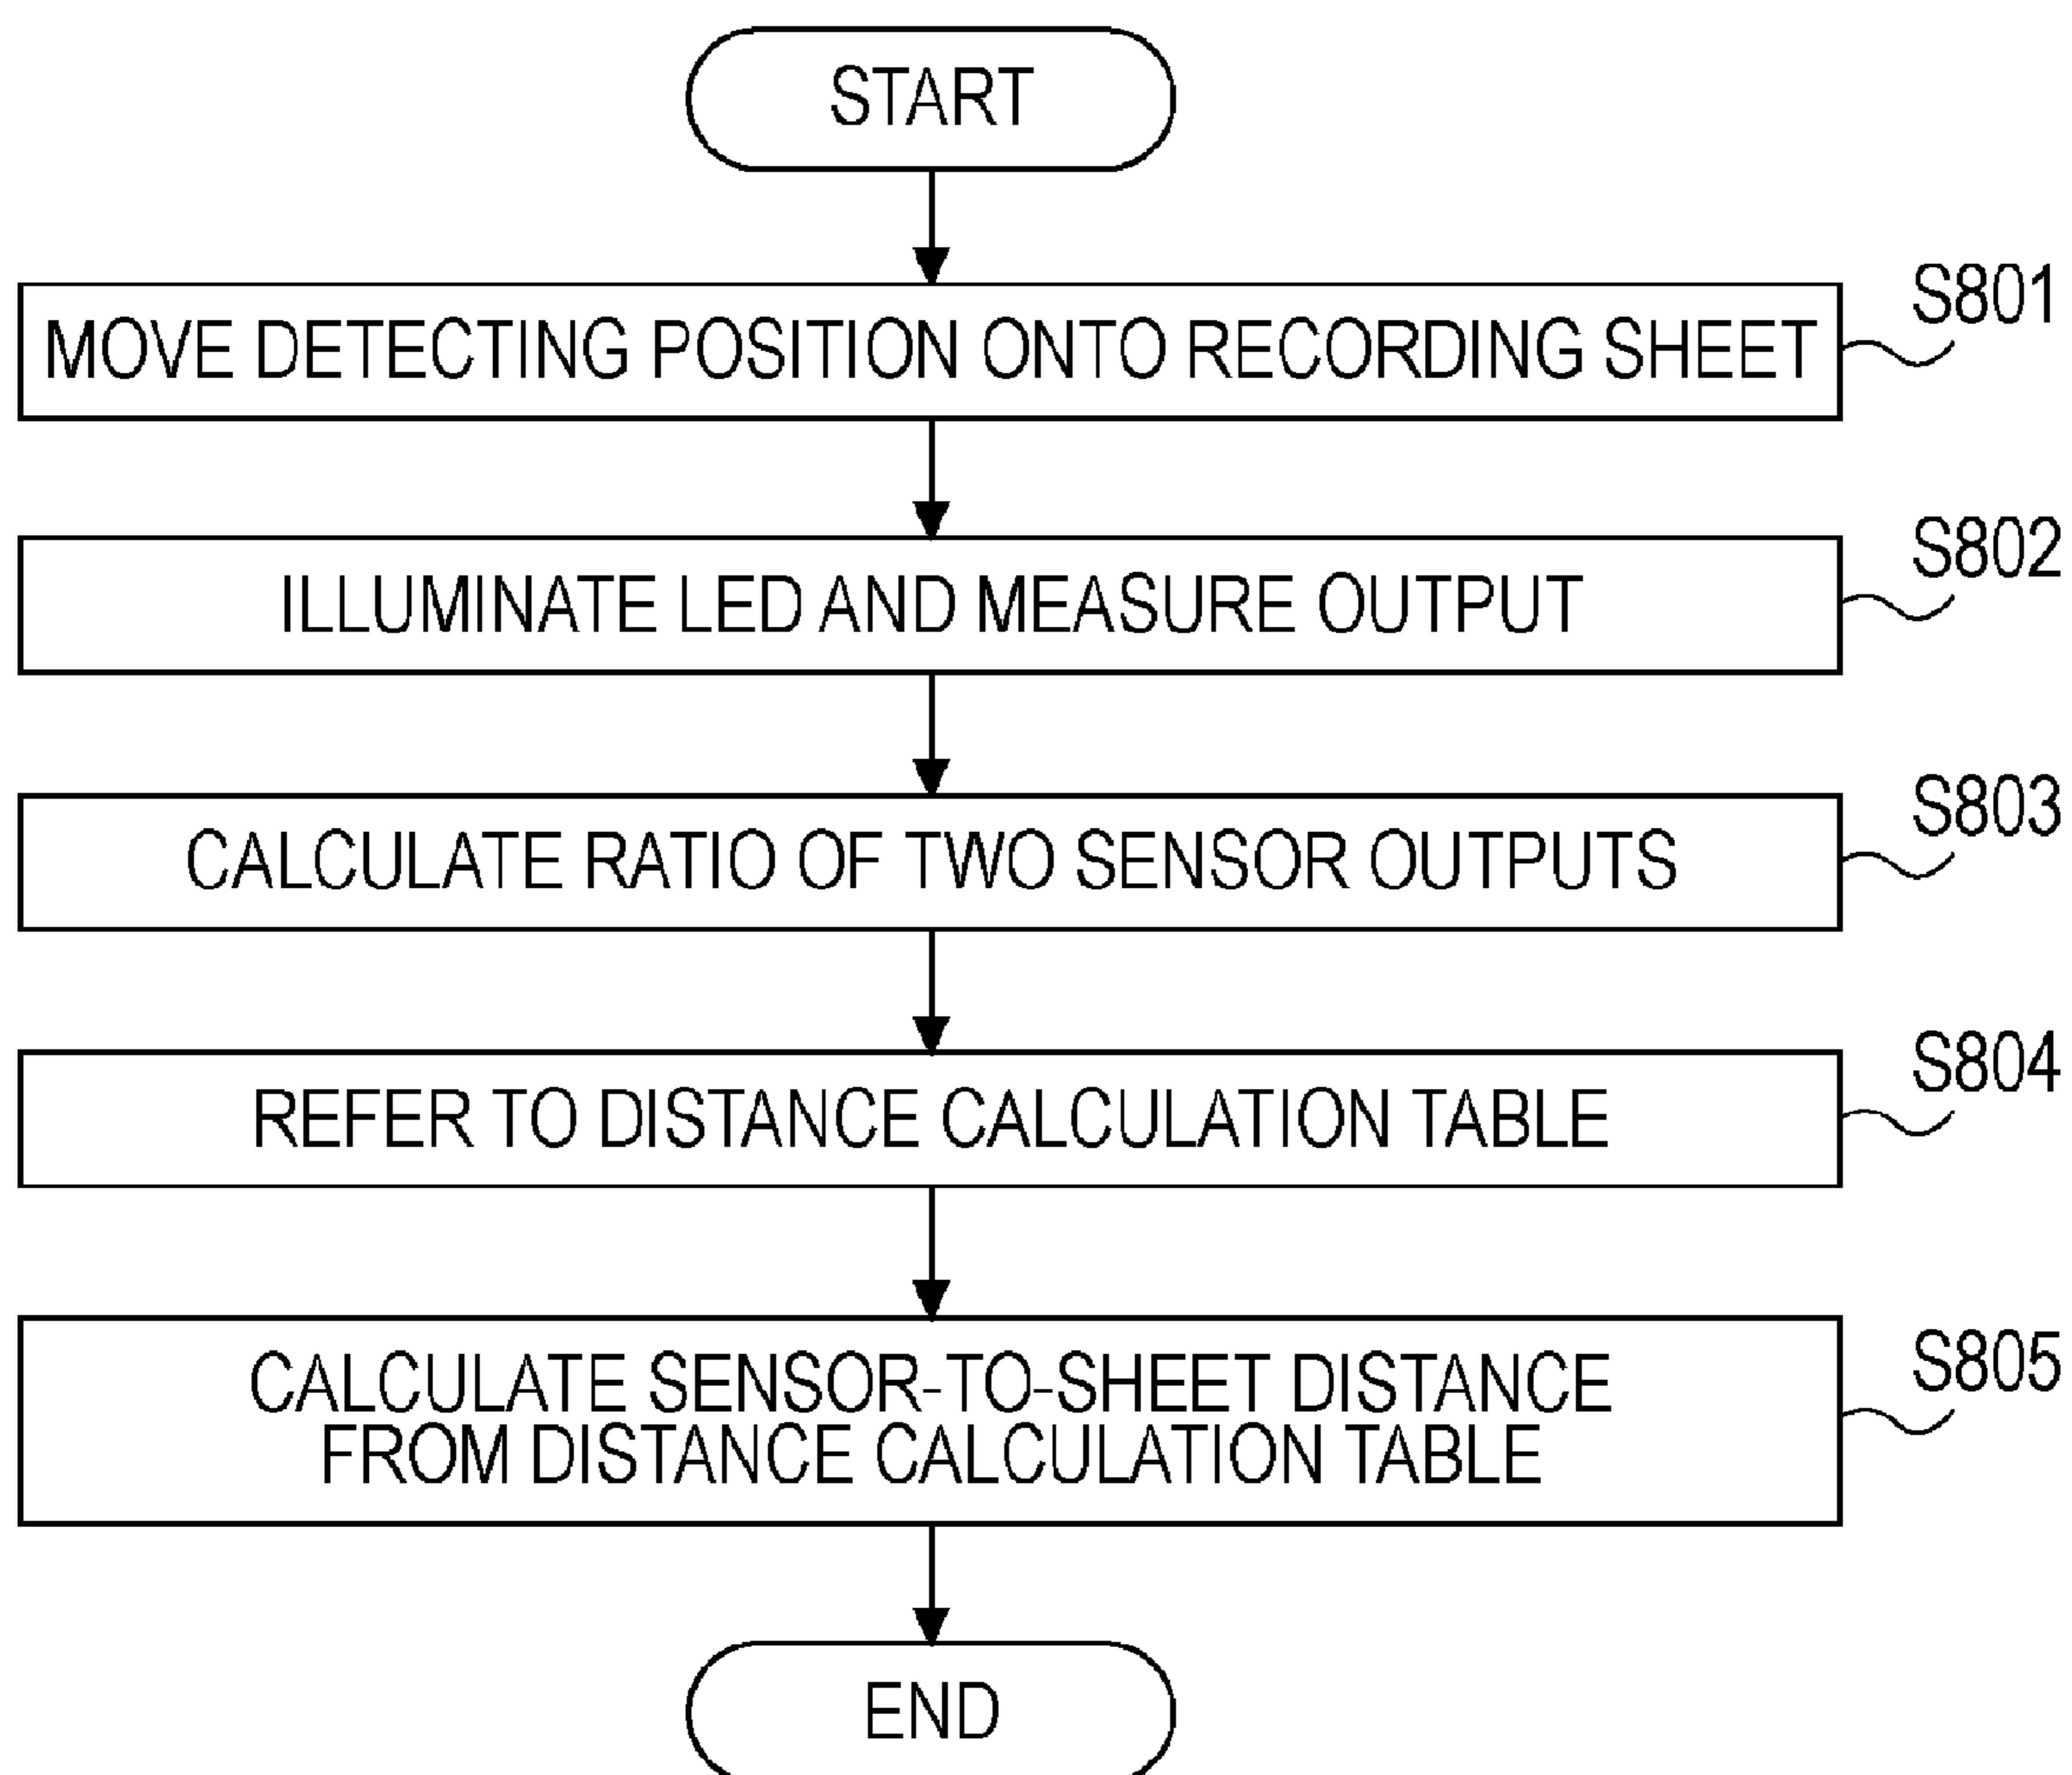 START
S801
MOVE DETECTING POSITION ONTO RECORDING SHEET
S802
ILLUMINATE LED AND MEASURE OUTPUT
S803
CALCULATE RATIO OF TWO SENSOR OUTPUTS
S804
REFER TO DISTANCE CALCULATION TABLE
S805
CALCULATE SENSOR-TO-SHEET DISTANCE
FROM DISTANCE CALCULATION TABLE
END